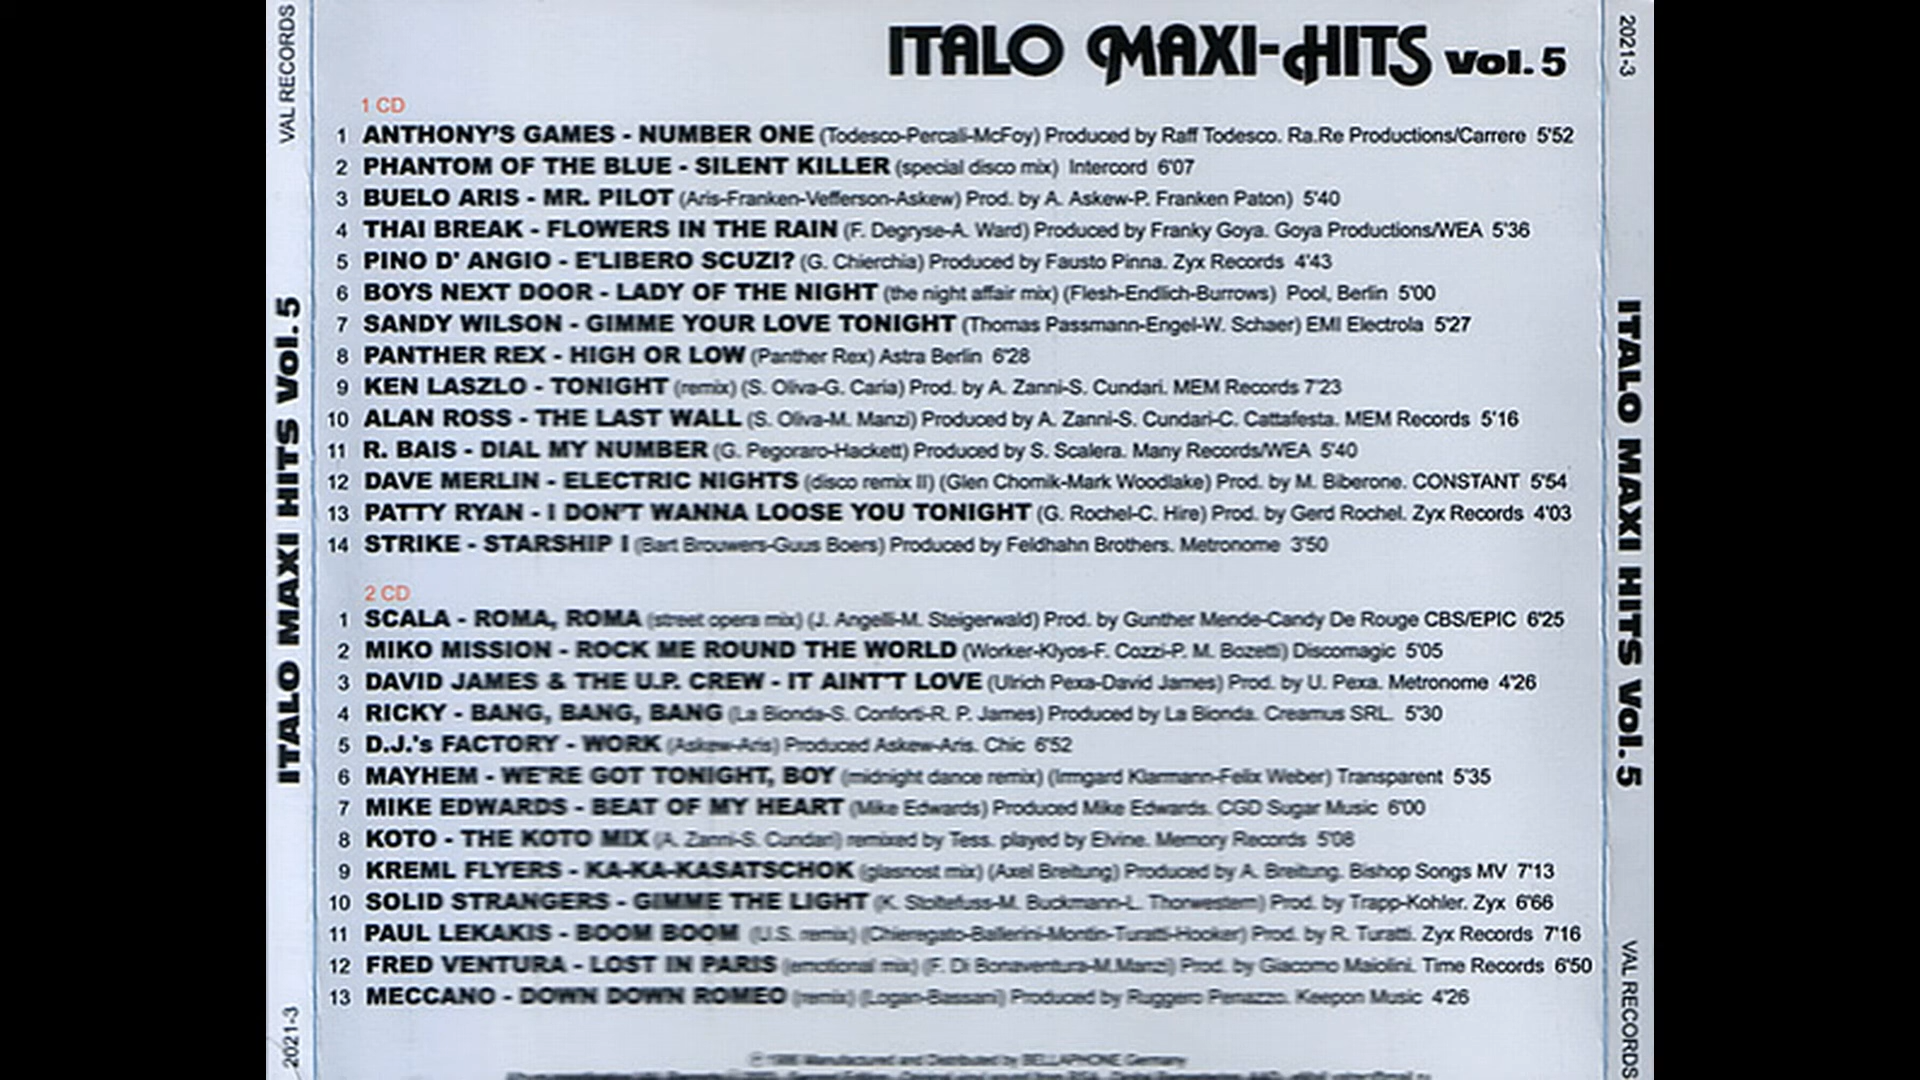 ITALO MAXI-HITS Vol. 5
1 CD
1 ANTHONY'S GAMES - NUMBER ONE (Todesco-Percali-McFoy) Produced by Raff Todesco. Ra.Re Productions/Carrere 5'52
2 PHANTOM OF THE BLUE - SILENT KILLER (special disco mix) Intercord 6'07
3 BUELO ARIS - MR. PILOT (Aris-Franken-Vefferson-Askew) Prod. by A. Askew-P. Franken Paton) 5'40
4 THAI BREAK - FLOWERS IN THE RAIN (F. Degryse-A. Ward) Produced by Franky Goya. Goya Productions/WEA 5'36
5 PINO D' ANGIO - E'LIBERO SCUZI? (G. Chierchia) Produced by Fausto Pinna. Zyx Records 4'43
6 BOYS NEXT DOOR - LADY OF THE NIGHT (the night affair mix) (Flesh-Endlich-Burrows) Pool, Berlin 5'00
7 SANDY WILSON - GIMME YOUR LOVE TONIGHT (Thomas Passmann-Engel-W. Schaer) EMI Electrola 5'27
8 PANTHER REX - HIGH OR LOW (Panther Rex) Astra Berlin 6'28
9 KEN LASZLO - TONIGHT (remix) (S. Oliva-G. Caria) Prod. by A. Zanni-S. Cundari. MEM Records 7'23
10 ALAN ROSS - THE LAST WALL (S. Oliva-M. Manzi) Produced by A. Zanni-S. Cundari-C. Cattafesta. MEM Records 5'16
11 R. BAIS - DIAL MY NUMBER (G. Pegoraro-Hackett) Produced by S. Scalera. Many Records/WEA 5'40
12 DAVE MERLIN - ELECTRIC NIGHTS (disco remix II) (Glen Chomik-Mark Woodlake) Prod. by M. Biberone. CONSTANT 5'54
13 PATTY RYAN - I DON'T WANNA LOOSE YOU TONIGHT (G. Rochel-C. Hire) Prod. by Gerd Rochel. Zyx Records 4'03
14 STRIKE - STARSHIP I (Bart Brouwers-Guus Boers) Produced by Feldhahn Brothers. Metronome 3'50
2 CD
1 SCALA - ROMA, ROMA (street opera mix) (J. Angelli-M. Steigerwald) Prod. by Gunther Mende-Candy De Rouge CBS/EPIC 6'25
2 MIKO MISSION - ROCK ME ROUND THE WORLD (Worker-Klyos-F. Cozzi-P. M. Bozetti) Discomagic 5'05
3 DAVID JAMES & THE U.P. CREW - IT AINT'T LOVE (Ulrich Pexa-David James) Prod. by U. Pexa. Metronome 4'26
4 RICKY - BANG, BANG, BANG (La Bionda-S. Conforti-R. P. James) Produced by La Bionda. Creamus SRL. 5'30
5 D.J.'s FACTORY - WORK (Askew-Aris) Produced Askew-Aris. Chic 6'52
6 MAYHEM - WE'RE GOT TONIGHT, BOY (midnight dance remix) (Irmgard Klarmann-Felix Weber) Transparent 5'35
7 MIKE EDWARDS - BEAT OF MY HEART (Mike Edwards) Produced Mike Edwards. CGD Sugar Music 6'00
8 KOTO - THE KOTO MIX (A. Zanni-S. Cundari) remixed by Tess. played by Elvine. Memory Records 5'08
9 KREML FLYERS - KA-KA-KASATSCHOK (glasnost mix) (Axel Breitung) Produced by A. Breitung. Bishop Songs MV 7'13
10 SOLID STRANGERS - GIMME THE LIGHT (K. Stoltefuss-M. Buckmann-L. Thorwestern) Prod. by Trapp-Kohler. Zyx 6'66
11 PAUL LEKAKIS - BOOM BOOM (U.S. remix) (Chieregato-Ballerini-Montin-Turatti-Hooker) Prod. by R. Turatti. Zyx Records 7'16
12 FRED VENTURA - LOST IN PARIS (emotional mix) (F. Di Bonaventura-M.Manzi) Prod. by Giacomo Maiolini. Time Records 6'50
13 MECCANO - DOWN DOWN ROMEO (remix) (Logan-Bassani) Produced by Ruggero Penazzo. Keepon Music 4'26
Manufactured and Distributed by BELLAPHONE Germany
VAL RECORDS
ITALO MAXI HITS Vol. 5
2021-3
2021-3
ITALO MAXI HITS Vol. 5
VAL RECORDS